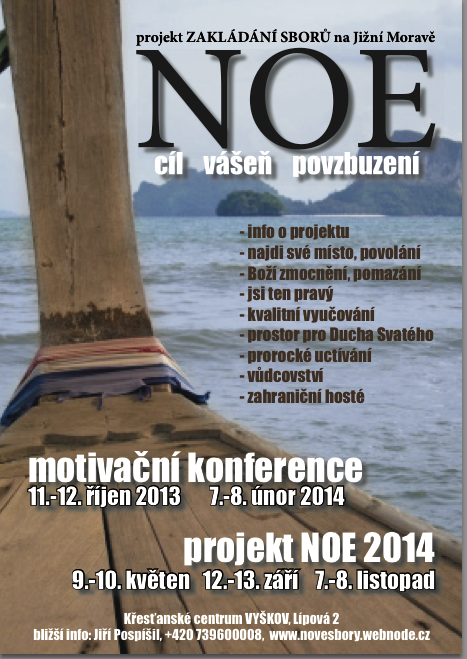 projekt ZAKLÁDÁNÍ SBORŮ na Jižní Moravě
NOE
cíl vášeň povzbuzení
- info o projektu
- najdi své místo, povolání
- Boží zmocnění, pomazání
- jsi ten pravý
- kvalitní vyučování
- prostor pro Ducha Svatého
- prorocké uctívání
- vůdcovství
- zahraniční hosté
motivační konference
11.-12. říjen 2013 7.-8. únor 2014
projekt NOE 2014
9.-10. květen 12.-13. září 7.-8. listopad
Křesťanské centrum VYŠKOV, Lípová 2
bližší info: Jiří Pospíšil, +420 739600008, www.novesbory.webnode.cz